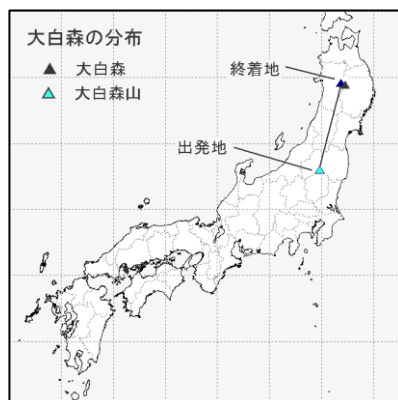 大白森の分布
▲ 大白森
▲ 大白森山
終着地
出発地